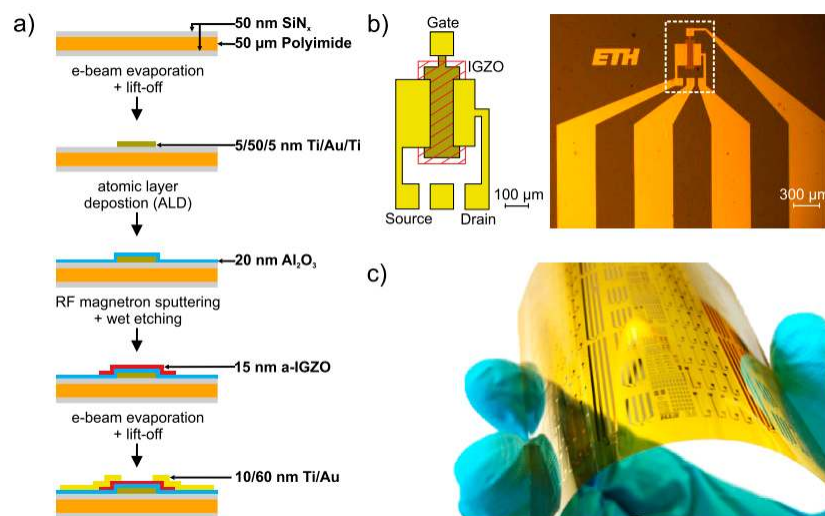 a)
50 nm SiNₓ
50 µm Polyimide
e-beam evaporation
+ lift-off
5/50/5 nm Ti/Au/Ti
atomic layer
depostion (ALD)
20 nm Al₂O₃
RF magnetron sputtering
+ wet etching
15 nm a-IGZO
e-beam evaporation
+ lift-off
10/60 nm Ti/Au
b)
Gate
IGZO
Source
Drain
100 µm
ETH
300 µm
c)